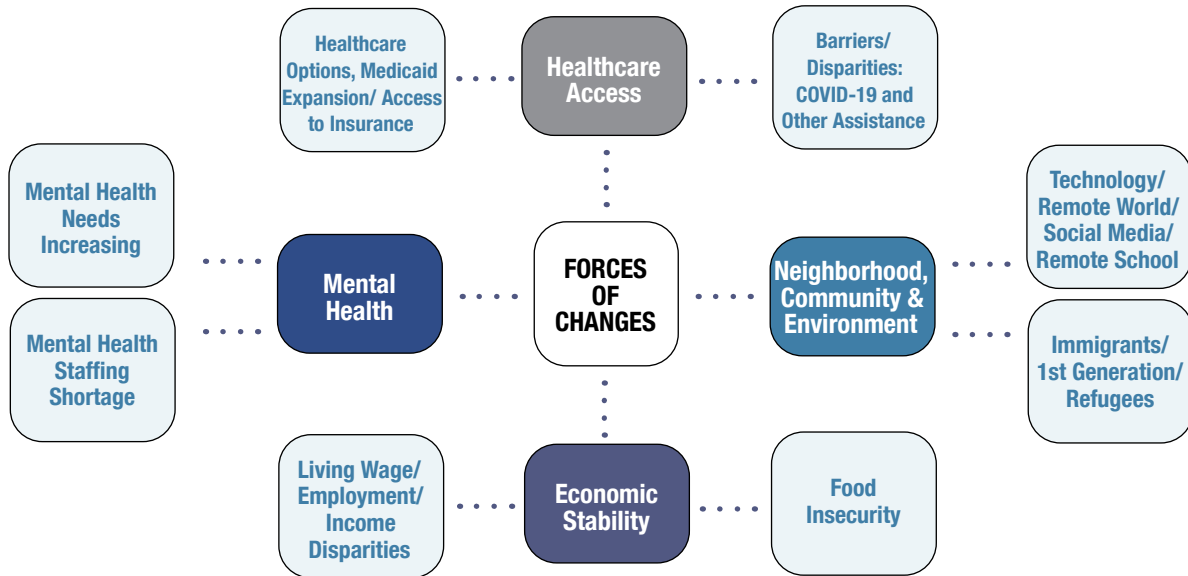 Healthcare
Options, Medicaid
Expansion/ Access
to Insurance
Healthcare
Access
Barriers/
Disparities:
COVID-19 and
Other Assistance
Mental Health
Needs
Increasing
Mental Health
Staffing
Shortage
Mental
Health
FORCES
OF
CHANGES
Neighborhood,
Community &
Environment
Technology/
Remote World/
Social Media/
Remote School
Immigrants/
1st Generation/
Refugees
Living Wage/
Employment/
Income
Disparities
Economic
Stability
Food
Insecurity